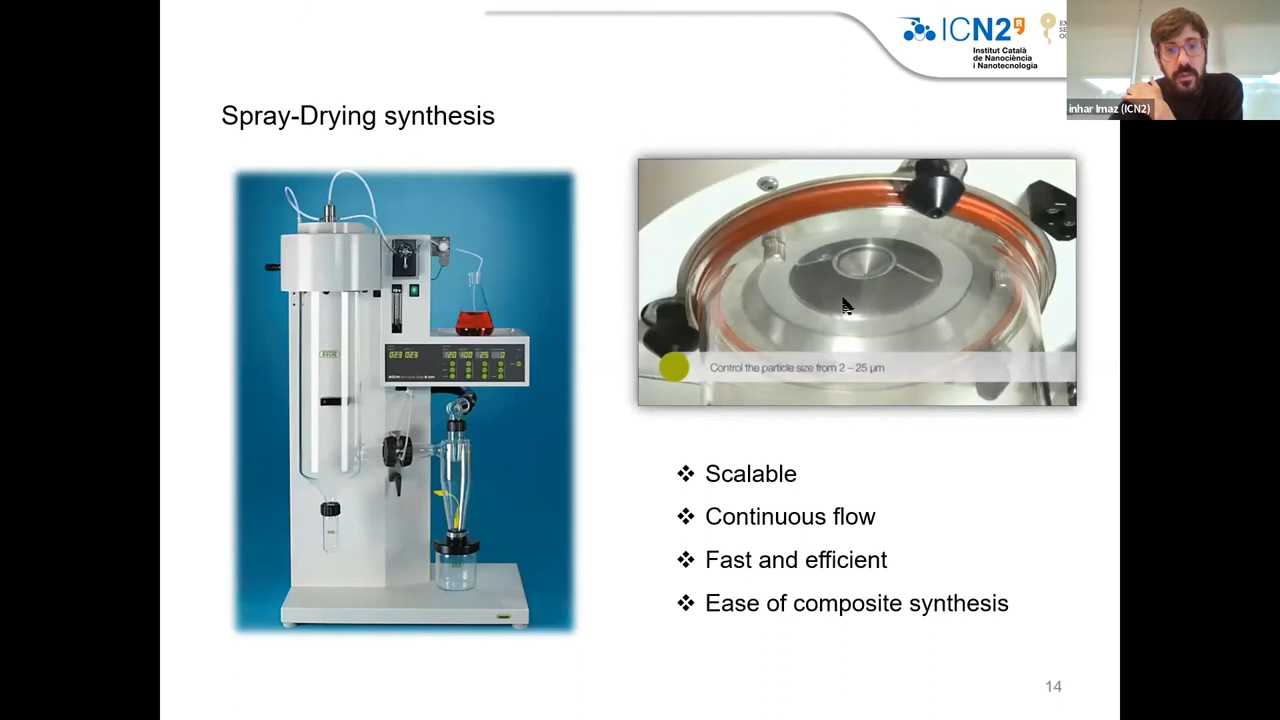 ICN2
Institut Català
de Nanociència
i Nanotecnologia
inhar Imaz (ICN2)
Spray-Drying synthesis
Control the particle size from 2 – 25 µm
Scalable
Continuous flow
Fast and efficient
Ease of composite synthesis
14